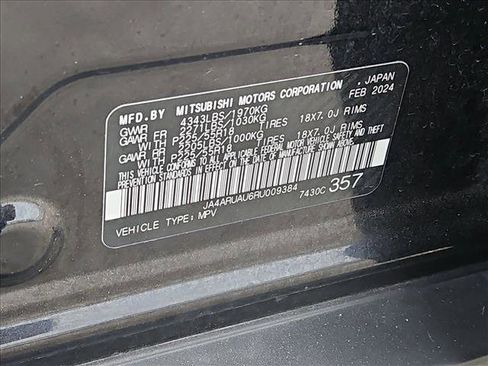 MFD.BY MITSUBISHI MOTORS CORPORATION , JAPAN
GVWR 4343LBS/1970KG FEB 2024
GAWR FR 2271LBS/1030KG
WITH P225/55R18 TIRES 18X7.0J RIMS
GAWR RR 2205LBS/1000KG
WITH P225/55R18 TIRES 18X7.0J RIMS
THIS VEHICLE CONFORMS TO ALL APPLICABLE FEDERAL MOTOR VEHICLE SAFETY AND THEFT
PREVENTION STANDARDS IN EFFECT ON THE DATE OF MANUFACTURE SHOWN ABOVE.
JA4ARUAU6RU009384 7430C 357
VEHICLE TYPE: MPV